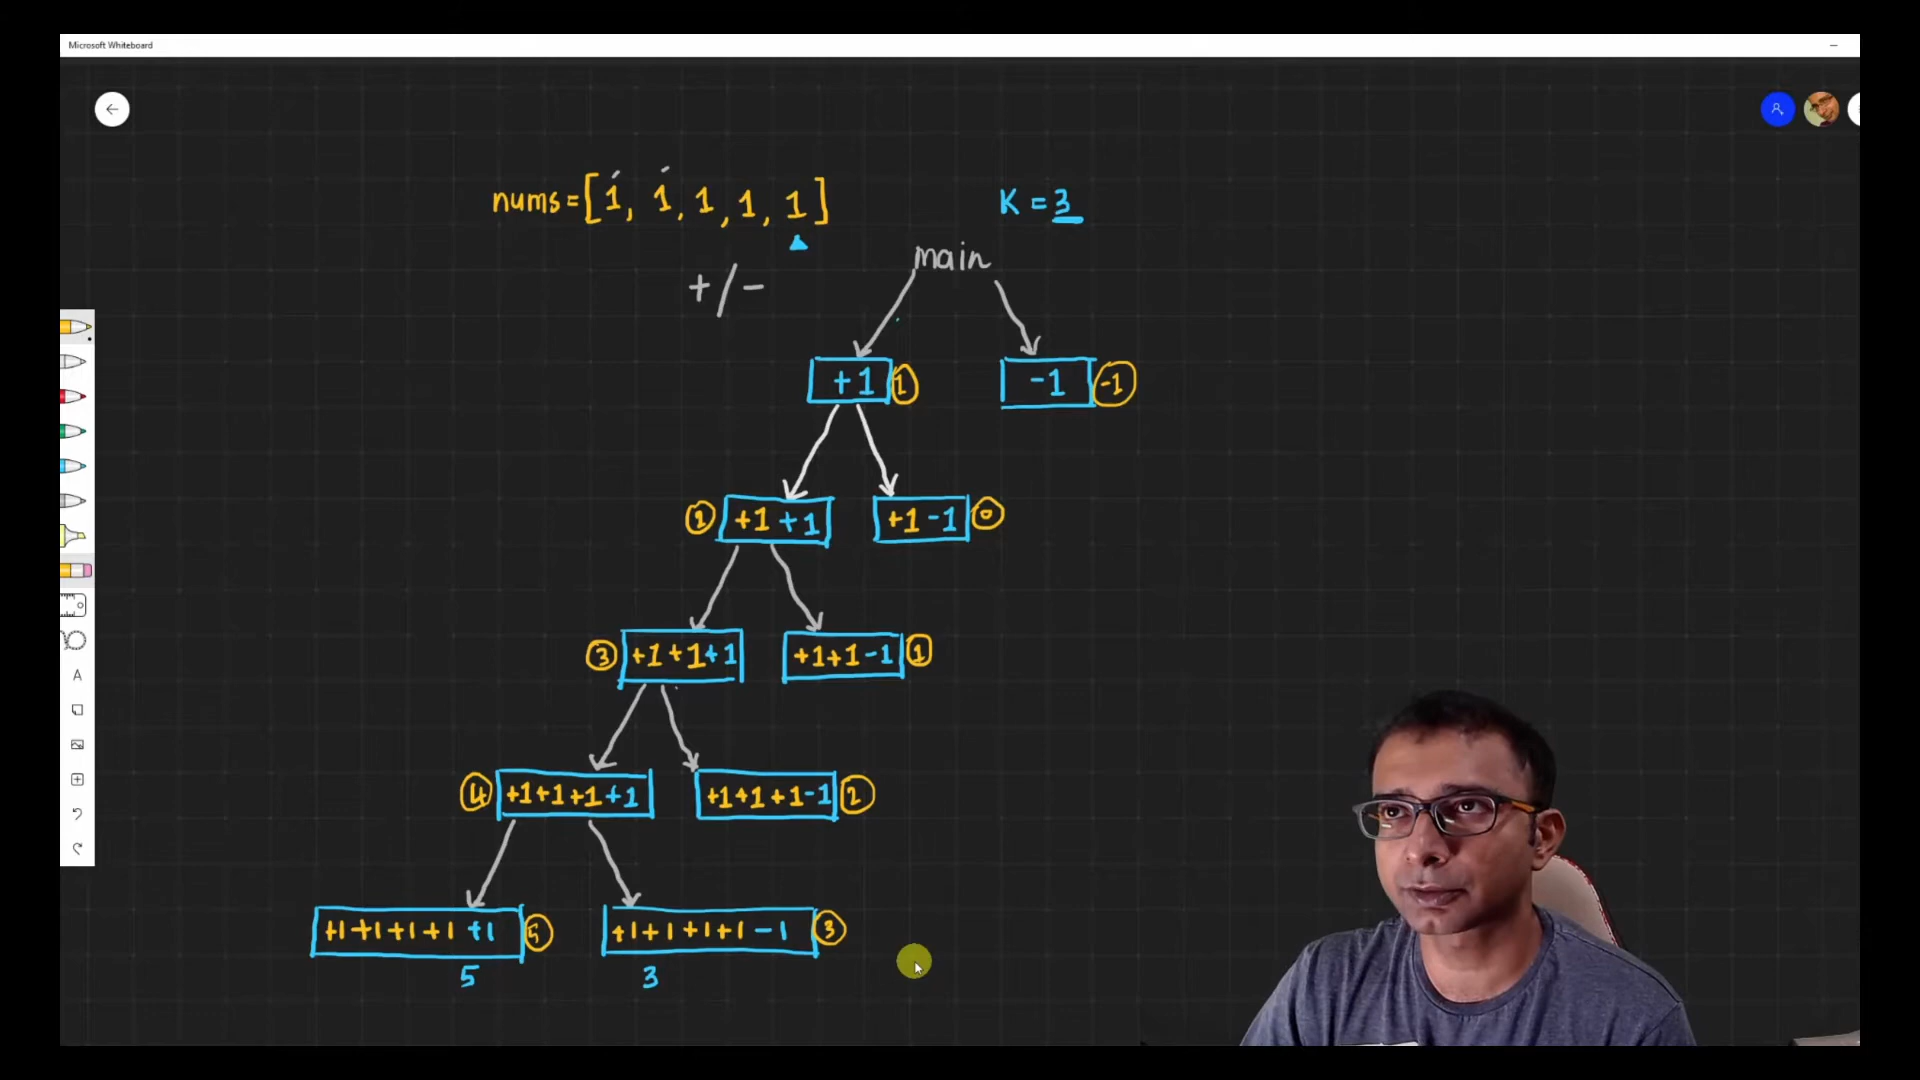 Microsoft Whiteboard
nums=[1, 1, 1, 1, 1]
K = 3
+/-
main
+1 1
-1 -1
2 +1 +1
+1 -1 0
3 +1 +1 +1
+1 +1 -1 1
4 +1 +1 +1 +1
+1 +1 +1 -1 2
+1 +1 +1 +1 +1 5
+1 +1 +1 +1 -1 3
5
3
A